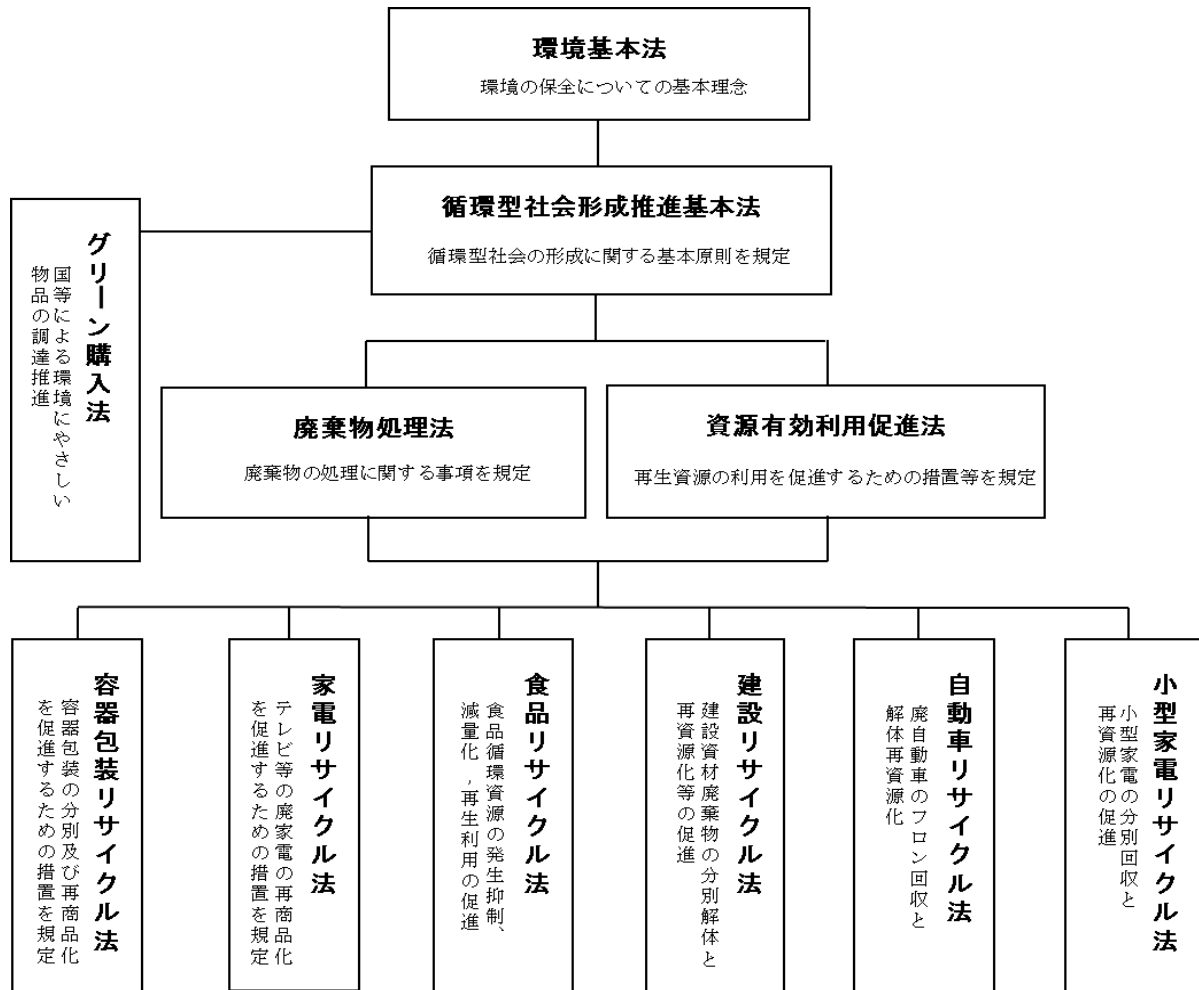 環境基本法
環境の保全についての基本理念
循環型社会形成推進基本法
循環型社会の形成に関する基本原則を規定
グリーン購入法
国等による環境にやさしい
物品の調達推進
廃棄物処理法
廃棄物の処理に関する事項を規定
資源有効利用促進法
再生資源の利用を促進するための措置等を規定
容器包装リサイクル法
容器包装の分別及び再商品化
を促進するための措置を規定
家電リサイクル法
テレビ等の廃家電の再商品化
を促進するための措置を規定
食品リサイクル法
食品循環資源の発生抑制、
減量化,再生利用の促進
建設リサイクル法
建設資材廃棄物の分別解体と
再資源化等の促進
自動車リサイクル法
廃自動車のフロン回収と
解体再資源化
小型家電リサイクル法
小型家電の分別回収と
再資源化の促進